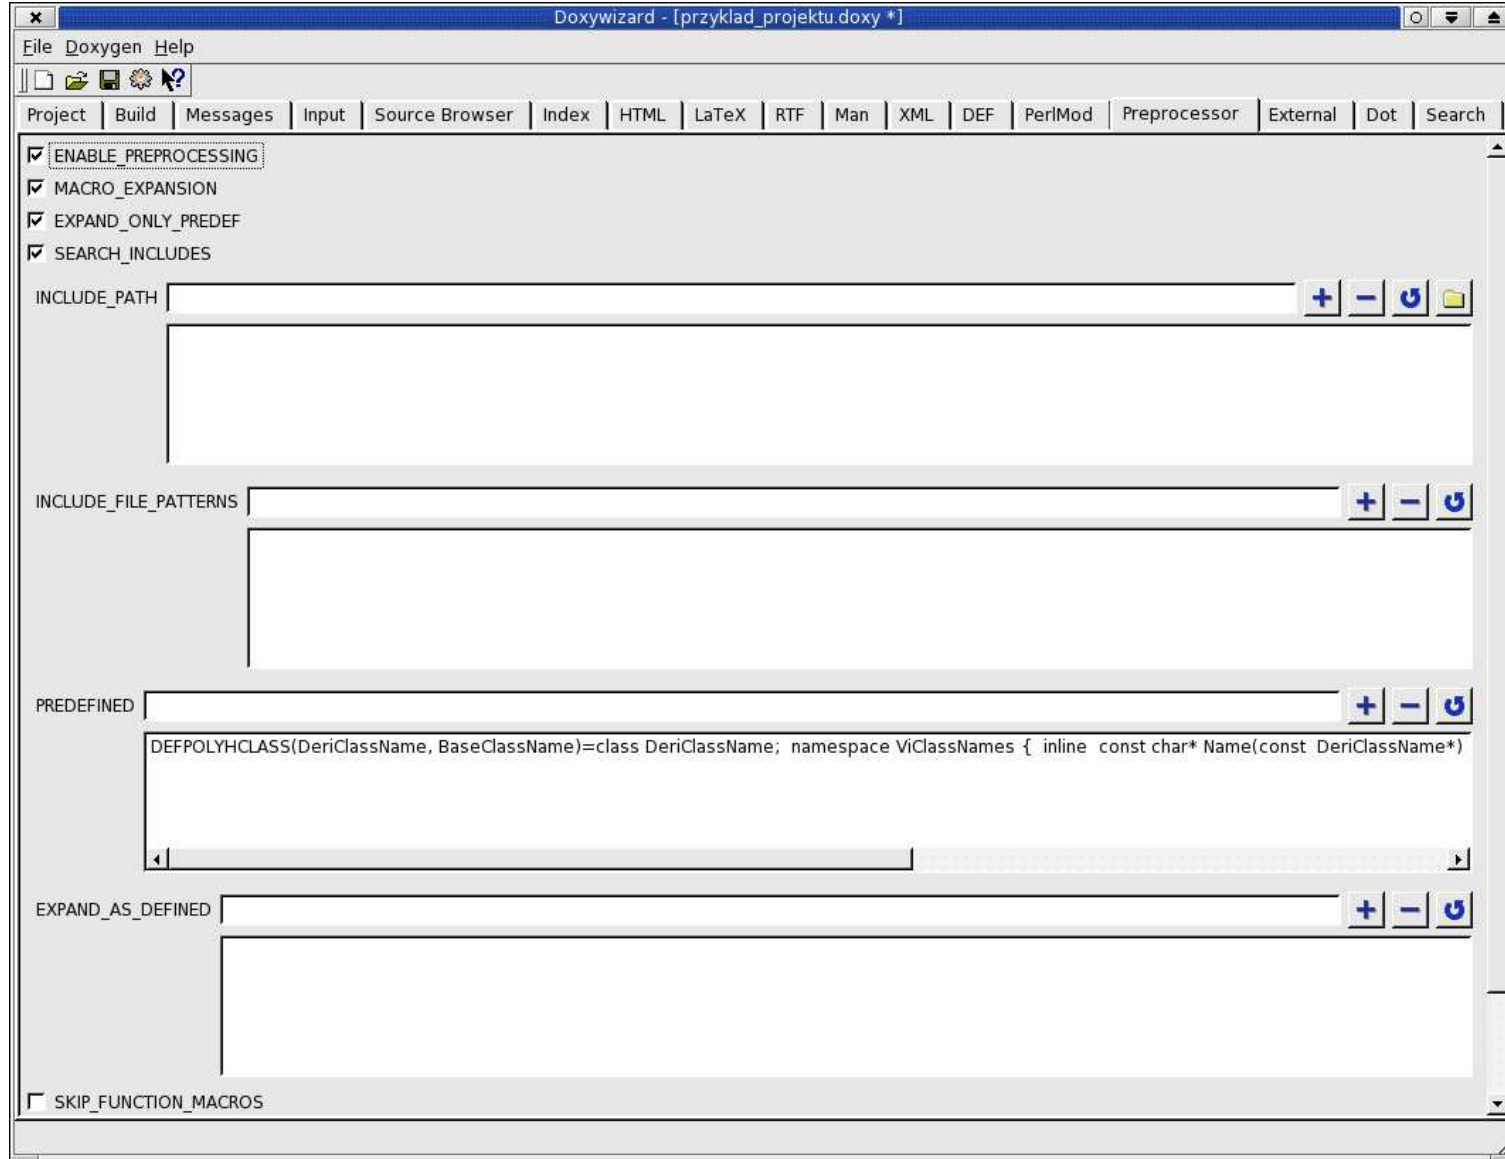 Doxywizard - [przyklad_projektu.doxy *]
File Doxygen Help
Project Build Messages Input Source Browser Index HTML LaTeX RTF Man XML DEF PerlMod Preprocessor External Dot Search
ENABLE_PREPROCESSING
MACRO_EXPANSION
EXPAND_ONLY_PREDEF
SEARCH_INCLUDES
INCLUDE_PATH
INCLUDE_FILE_PATTERNS
PREDEFINED
DEFPOLYHCLASS(DeriClassName, BaseClassName)=class DeriClassName;  namespace ViClassNames {  inline  const char* Name(const  DeriClassName*)
EXPAND_AS_DEFINED
SKIP_FUNCTION_MACROS